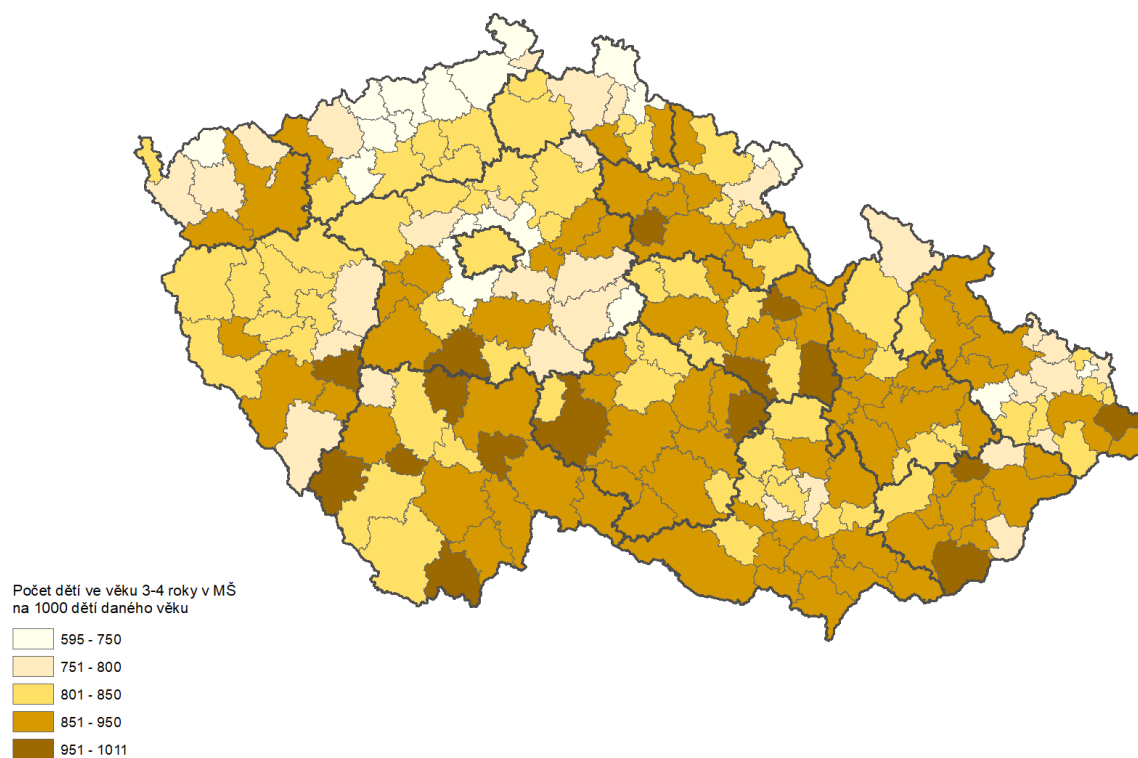 Počet dětí ve věku 3-4 roky v MŠ
na 1000 dětí daného věku
595 - 750
751 - 800
801 - 850
851 - 950
951 - 1011